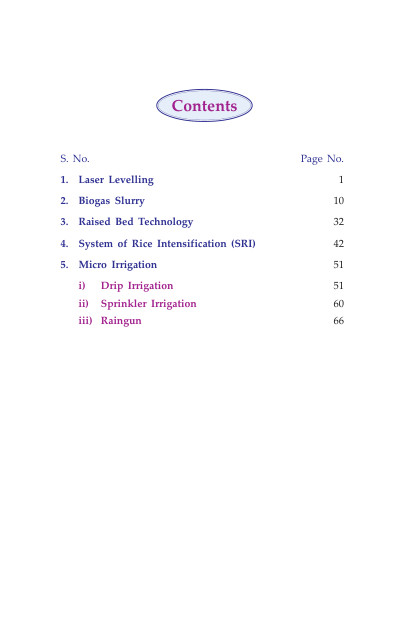 Contents
S. No. Page No.
1. Laser Levelling 1
2. Biogas Slurry 10
3. Raised Bed Technology 32
4. System of Rice Intensification (SRI) 42
5. Micro Irrigation 51
i) Drip Irrigation 51
ii) Sprinkler Irrigation 60
iii) Raingun 66